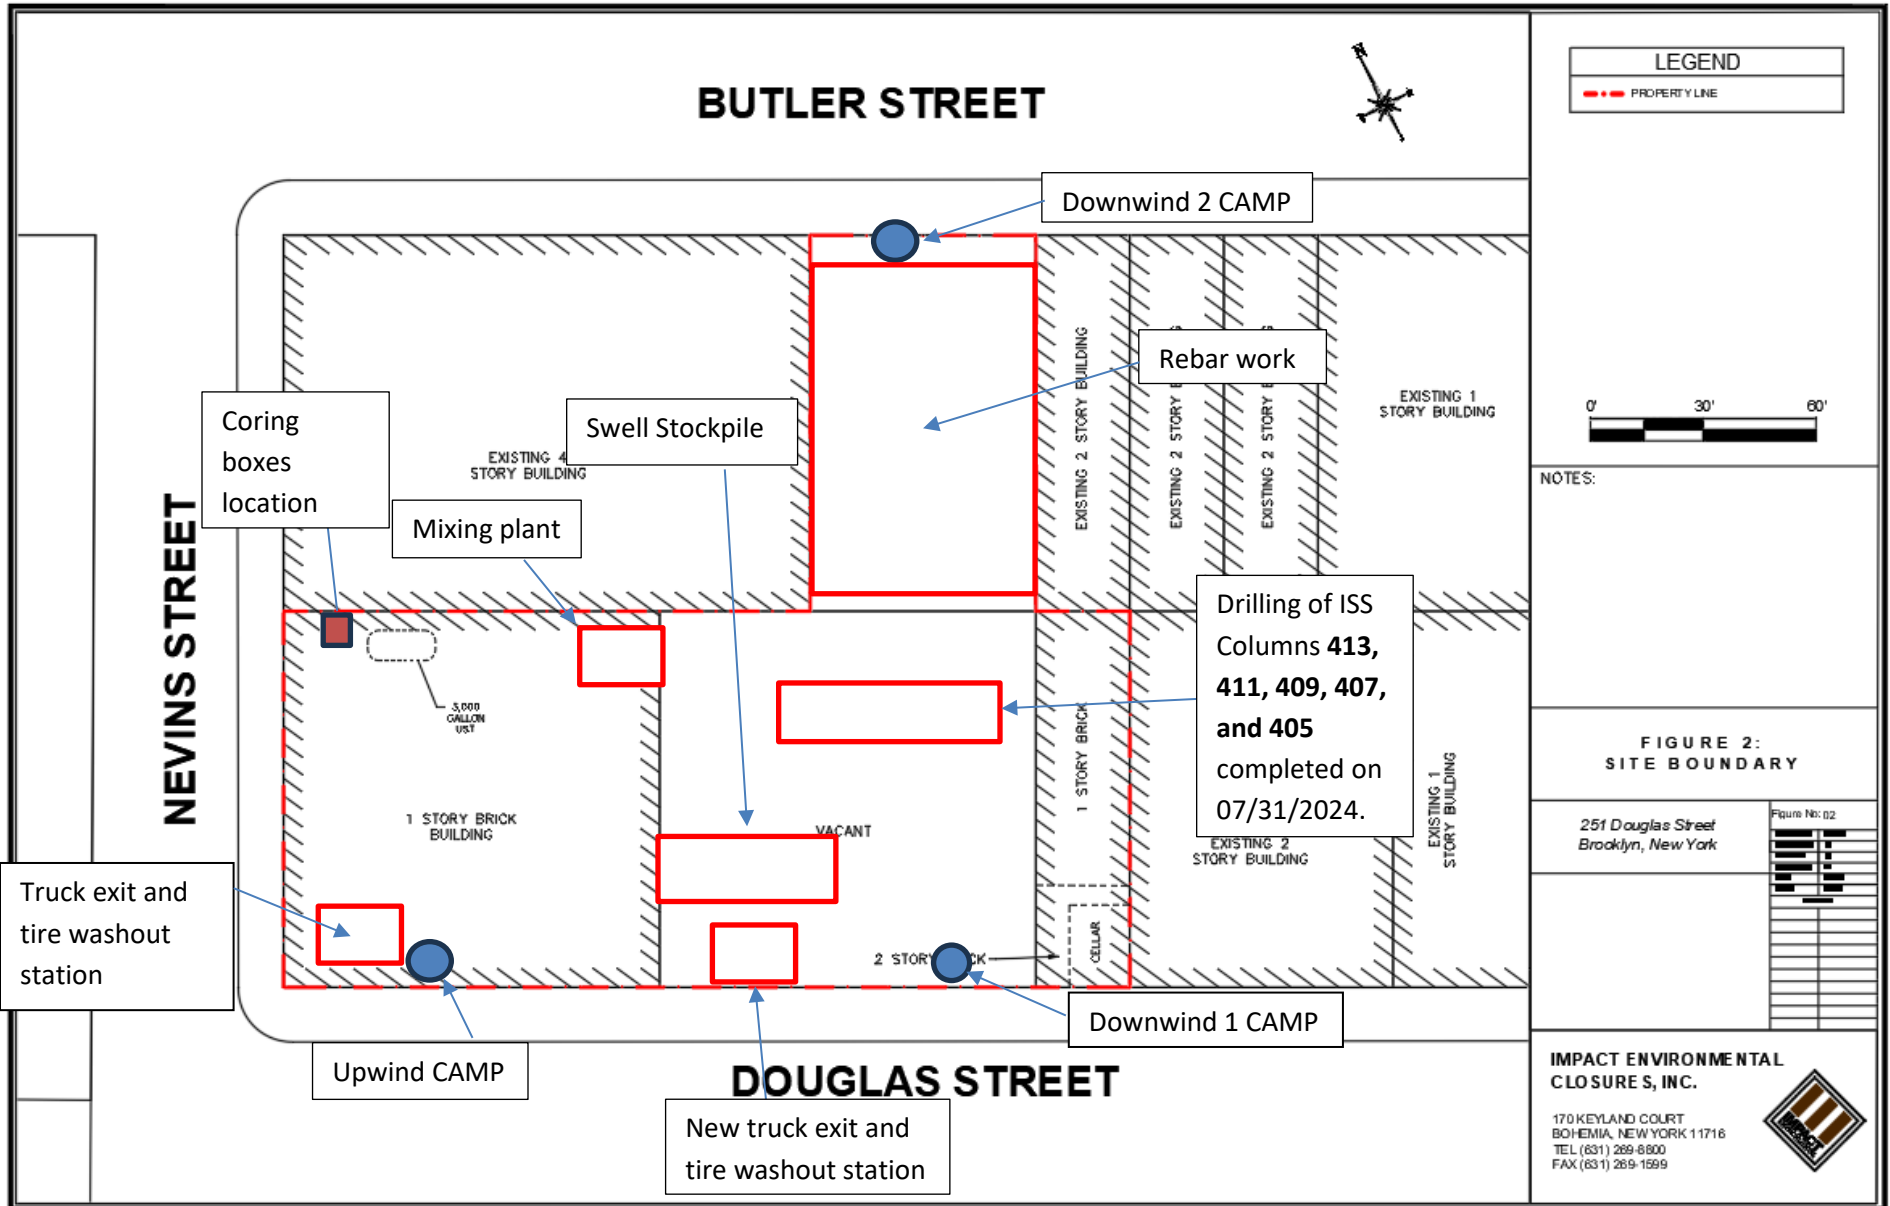 BUTLER STREET
N
LEGEND
PROPERTY LINE
Downwind 2 CAMP
Rebar work
Coring
boxes
location
Swell Stockpile
EXISTING 4
STORY BUILDING
Mixing plant
EXISTING 2 STORY BUILDING
EXISTING 2 STORY
EXISTING 2 STORY
EXISTING 1
STORY BUILDING
0' 30' 60'
NOTES:
NEVINS STREET
Drilling of ISS
Columns 413,
411, 409, 407,
and 405
completed on
07/31/2024.
GALLON
UST
1 STORY BRICK
BUILDING
VACANT
1 STORY BRICK
EXISTING 2
STORY BUILDING
EXISTING 1
STORY BUILDING
FIGURE 2:
SITE BOUNDARY
251 Douglas Street
Brooklyn, New York
Figure No: 02
Truck exit and
tire washout
station
2 STORY
CELLAR
Upwind CAMP
Downwind 1 CAMP
DOUGLAS STREET
New truck exit and
tire washout station
IMPACT ENVIRONMENTAL
CLOSURES, INC.
170 KEYLAND COURT
BOHEMIA, NEW YORK 11716
TEL (631) 269-8800
FAX (631) 269-1599
IMPACT